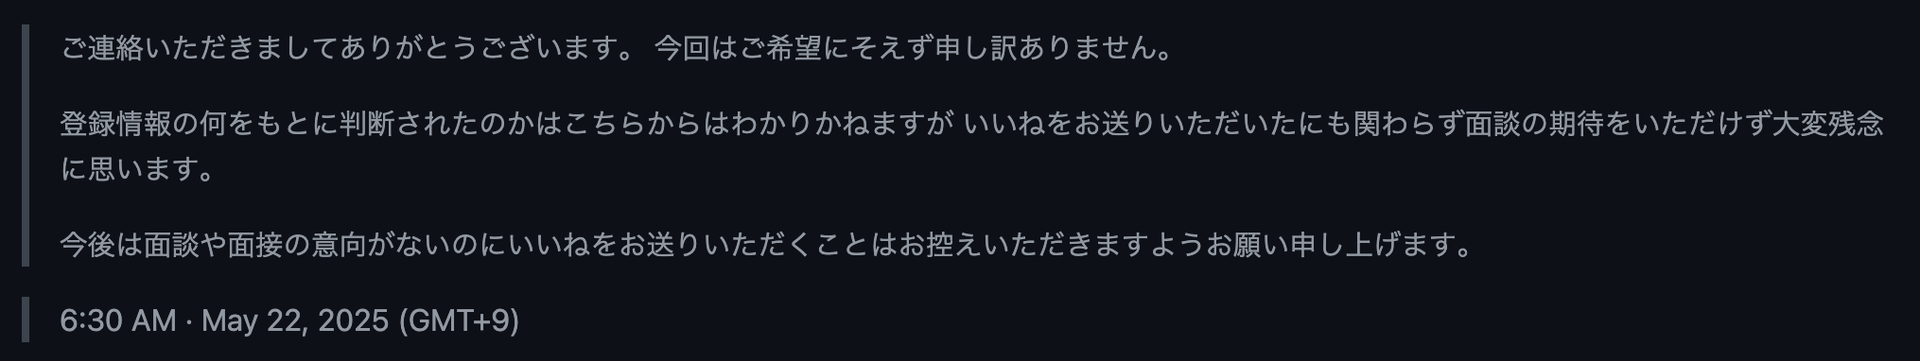 ご連絡いただきましてありがとうございます。 今回はご希望にそえず申し訳ありません。
登録情報の何をもとに判断されたのかはこちらからはわかりかねますが いいねをお送りいただいたにも関わらず面談の期待をいただけず大変残念
に思います。
今後は面談や面接の意向がないのにいいねをお送りいただくことはお控えいただきますようお願い申し上げます。
6:30 AM · May 22, 2025 (GMT+9)